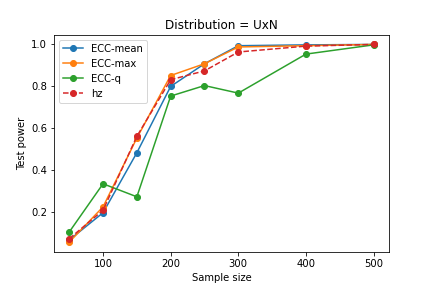 Distribution = UxN
Test power
1.0
0.8
0.6
0.4
0.2
ECC-mean
ECC-max
ECC-q
hz
100
200
300
400
500
Sample size